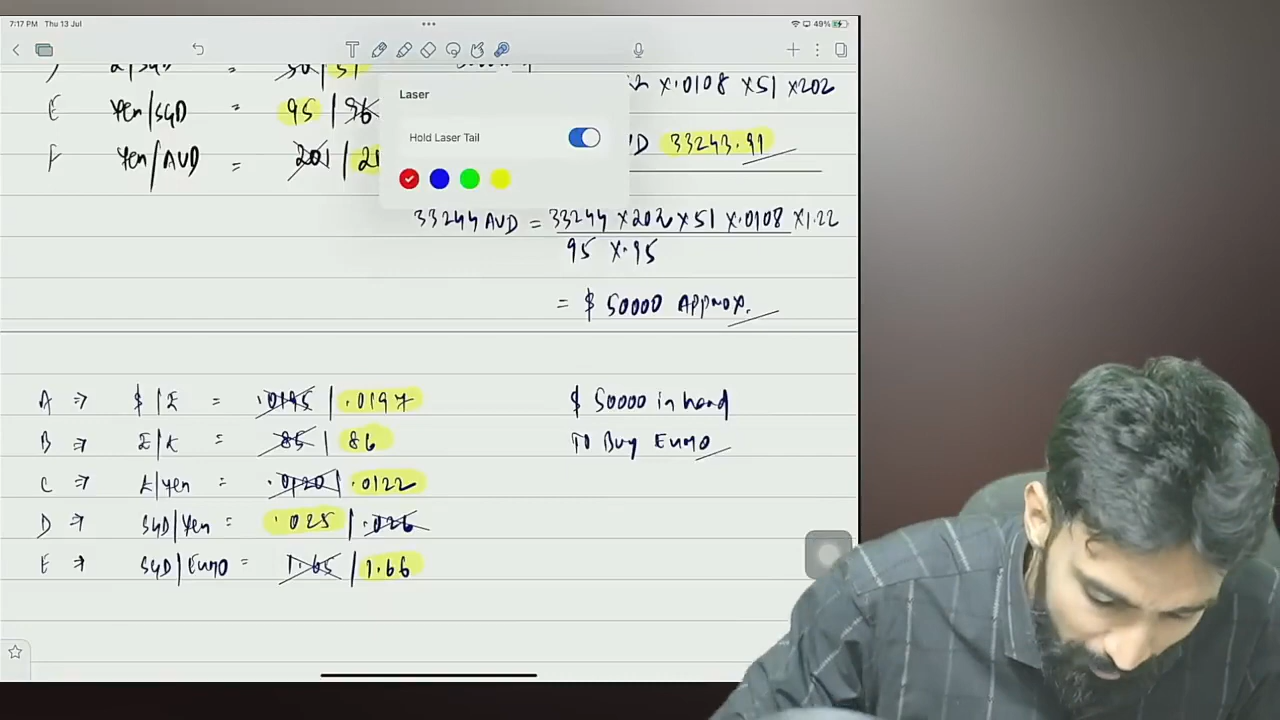 7:17 PM Thu 13 Jul
49%
T
Laser
Hold Laser Tail
E Yen/SGD = 95 | 96
F Yen/AUD = 201 | 21
x.0108 x51 x202
33243.91
33244 AUD = 33244 x202 x51 x.0108 x1.22
95 x.95
= $ 50000 Approx.
A ⇒ $/£ = .0195 | .0197
B ⇒ £/K = 85 | 86
C ⇒ K/Yen = .0120 | .0122
D ⇒ SGD/Yen = .025 | .026
E ⇒ SGD/Euro = 1.65 | 1.66
$ 50000 in hand
To Buy Euro